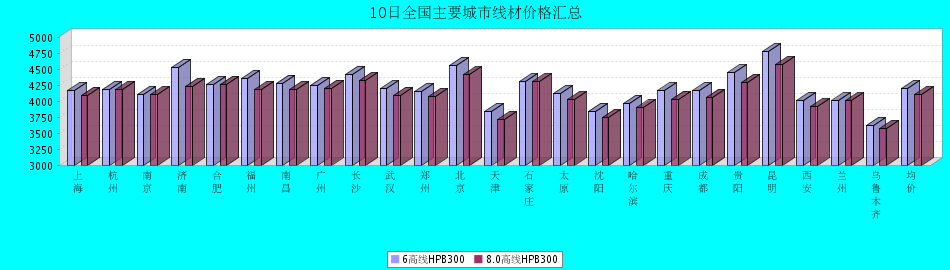 10日全国主要城市线材价格汇总
5000
4750
4500
4250
4000
3750
3500
3250
3000
上海
杭州
南京
济南
合肥
福州
南昌
广州
长沙
武汉
郑州
北京
天津
石家庄
太原
沈阳
哈尔滨
重庆
成都
贵阳
昆明
西安
兰州
乌鲁木齐
均价
6高线HPB300
8.0高线HPB300